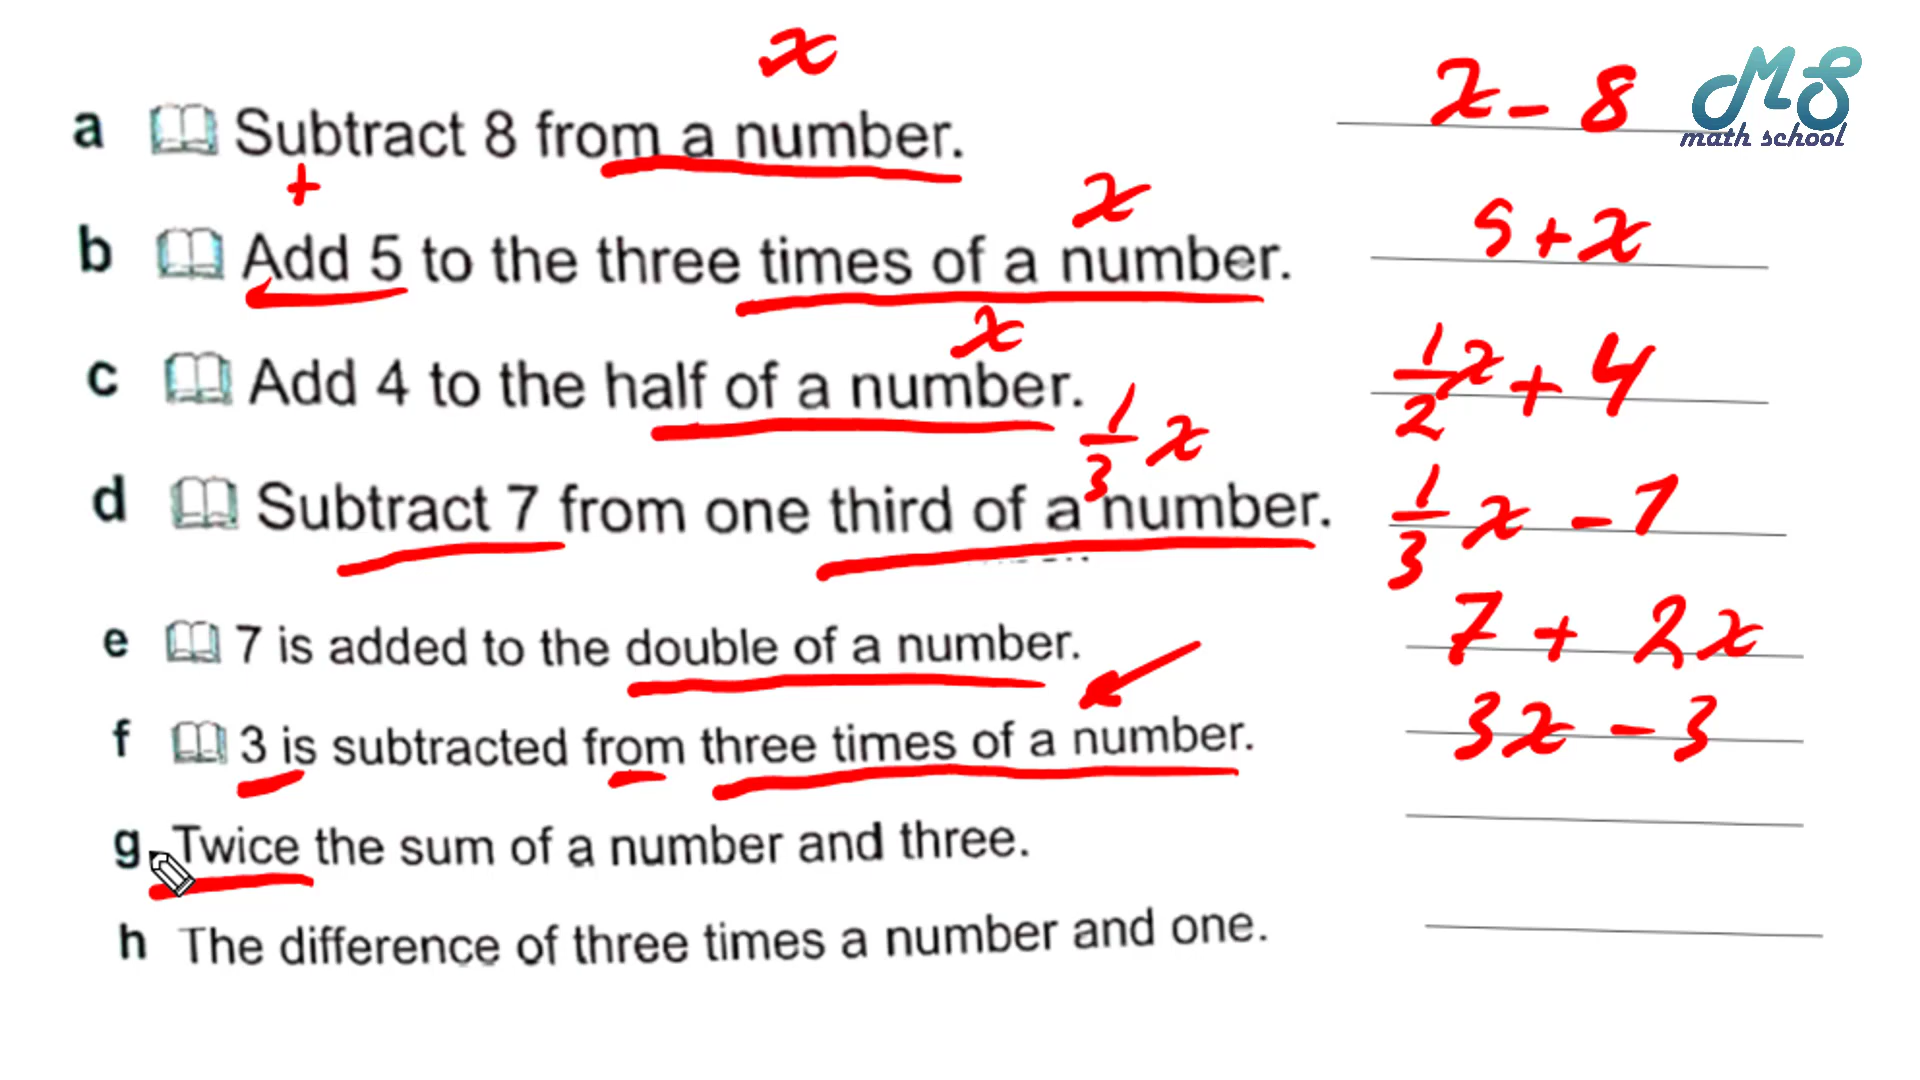 x
a Subtract 8 from a number. x - 8
MS
math school
+
x
b Add 5 to the three times of a number. 5 + x
x
c Add 4 to the half of a number. 1/2 x + 4
1/3 x
d Subtract 7 from one third of a number. 1/3 x - 7
e 7 is added to the double of a number. 7 + 2x
f 3 is subtracted from three times of a number. 3x - 3
g Twice the sum of a number and three.
h The difference of three times a number and one.